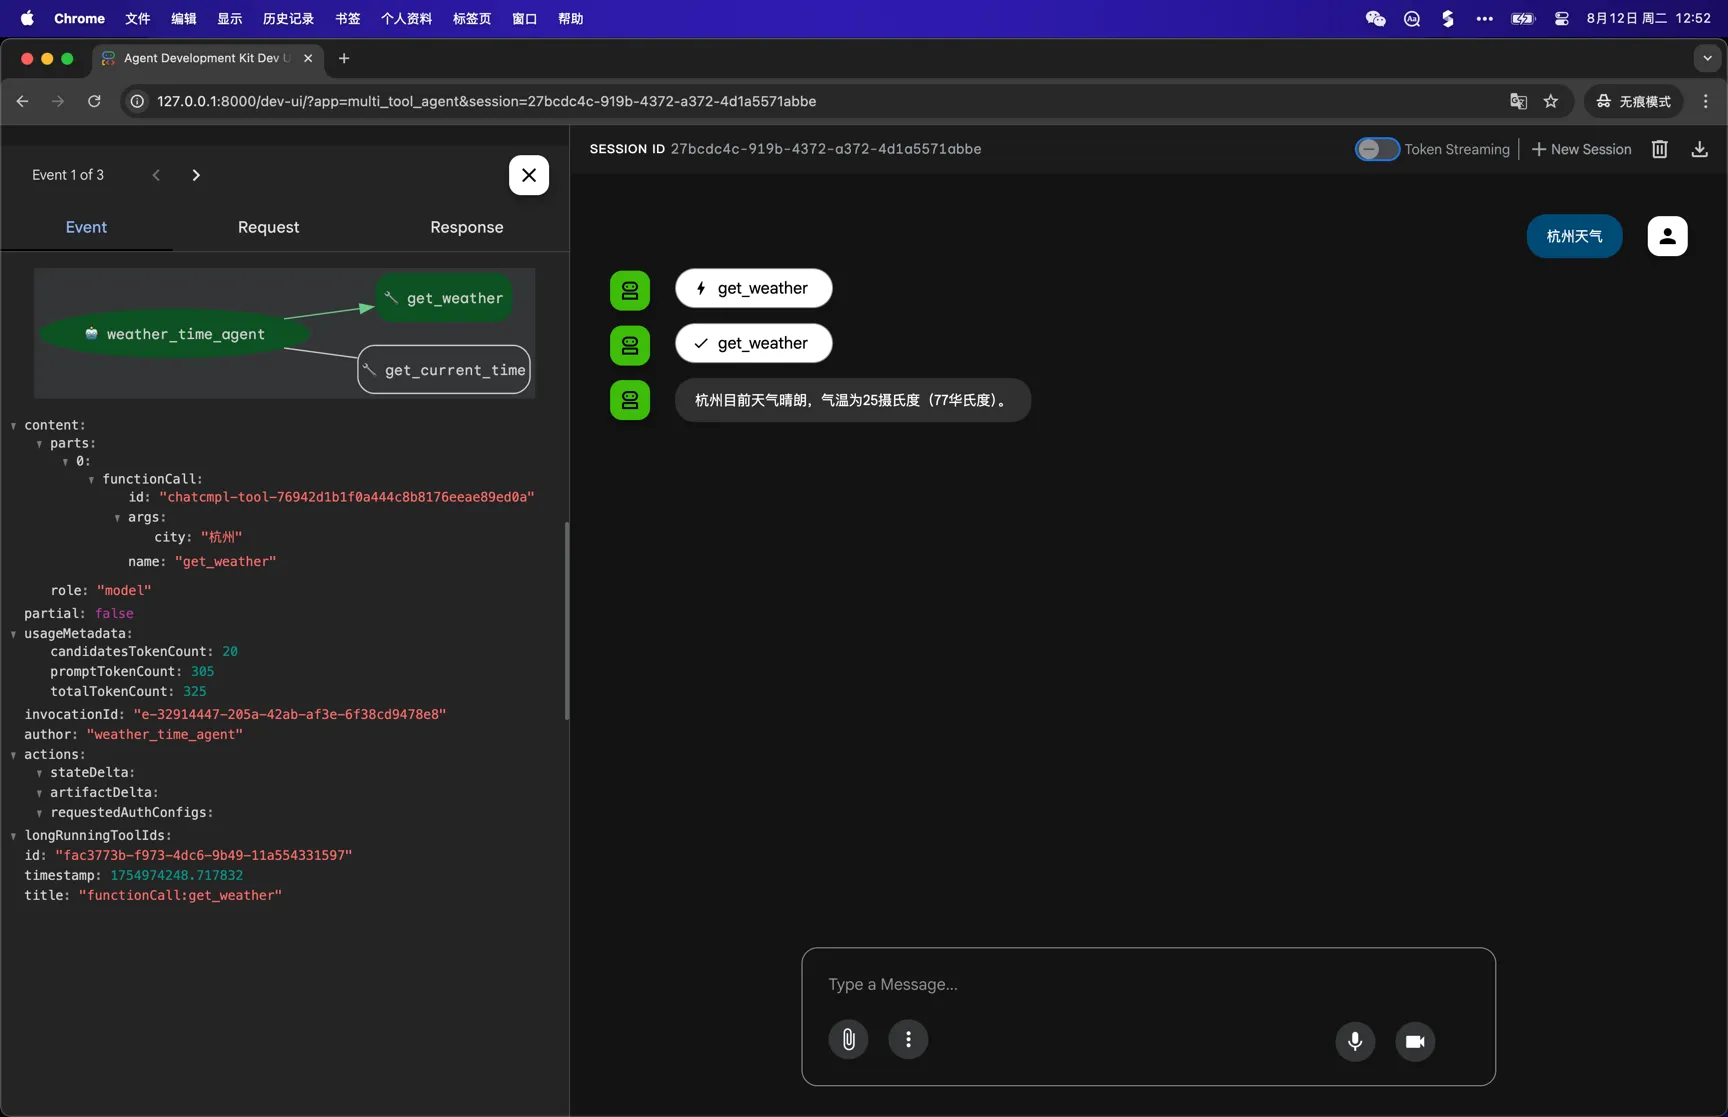 Chrome 文件 编辑 显示 历史记录 书签 个人资料 标签页 窗口 帮助 8月12日 周二 12:52
Agent Development Kit Dev U
127.0.0.1:8000/dev-ui/?app=multi_tool_agent&session=27bcdc4c-919b-4372-a372-4d1a5571abbe 无痕模式
SESSION ID 27bcdc4c-919b-4372-a372-4d1a5571abbe Token Streaming New Session
Event 1 of 3
Event Request Response
get_weather
weather_time_agent
get_current_time
content:
parts:
0:
functionCall:
id: "chatcmpl-tool-76942d1b1f0a444c8b8176eeae89ed0a"
args:
city: "杭州"
name: "get_weather"
role: "model"
partial: false
usageMetadata:
candidatesTokenCount: 20
promptTokenCount: 305
totalTokenCount: 325
invocationId: "e-32914447-205a-42ab-af3e-6f38cd9478e8"
author: "weather_time_agent"
actions:
stateDelta:
artifactDelta:
requestedAuthConfigs:
longRunningToolIds:
id: "fac3773b-f973-4dc6-9b49-11a554331597"
timestamp: 1754974248.717832
title: "functionCall:get_weather"
杭州天气
get_weather
get_weather
杭州目前天气晴朗，气温为25摄氏度（77华氏度）。
Type a Message...